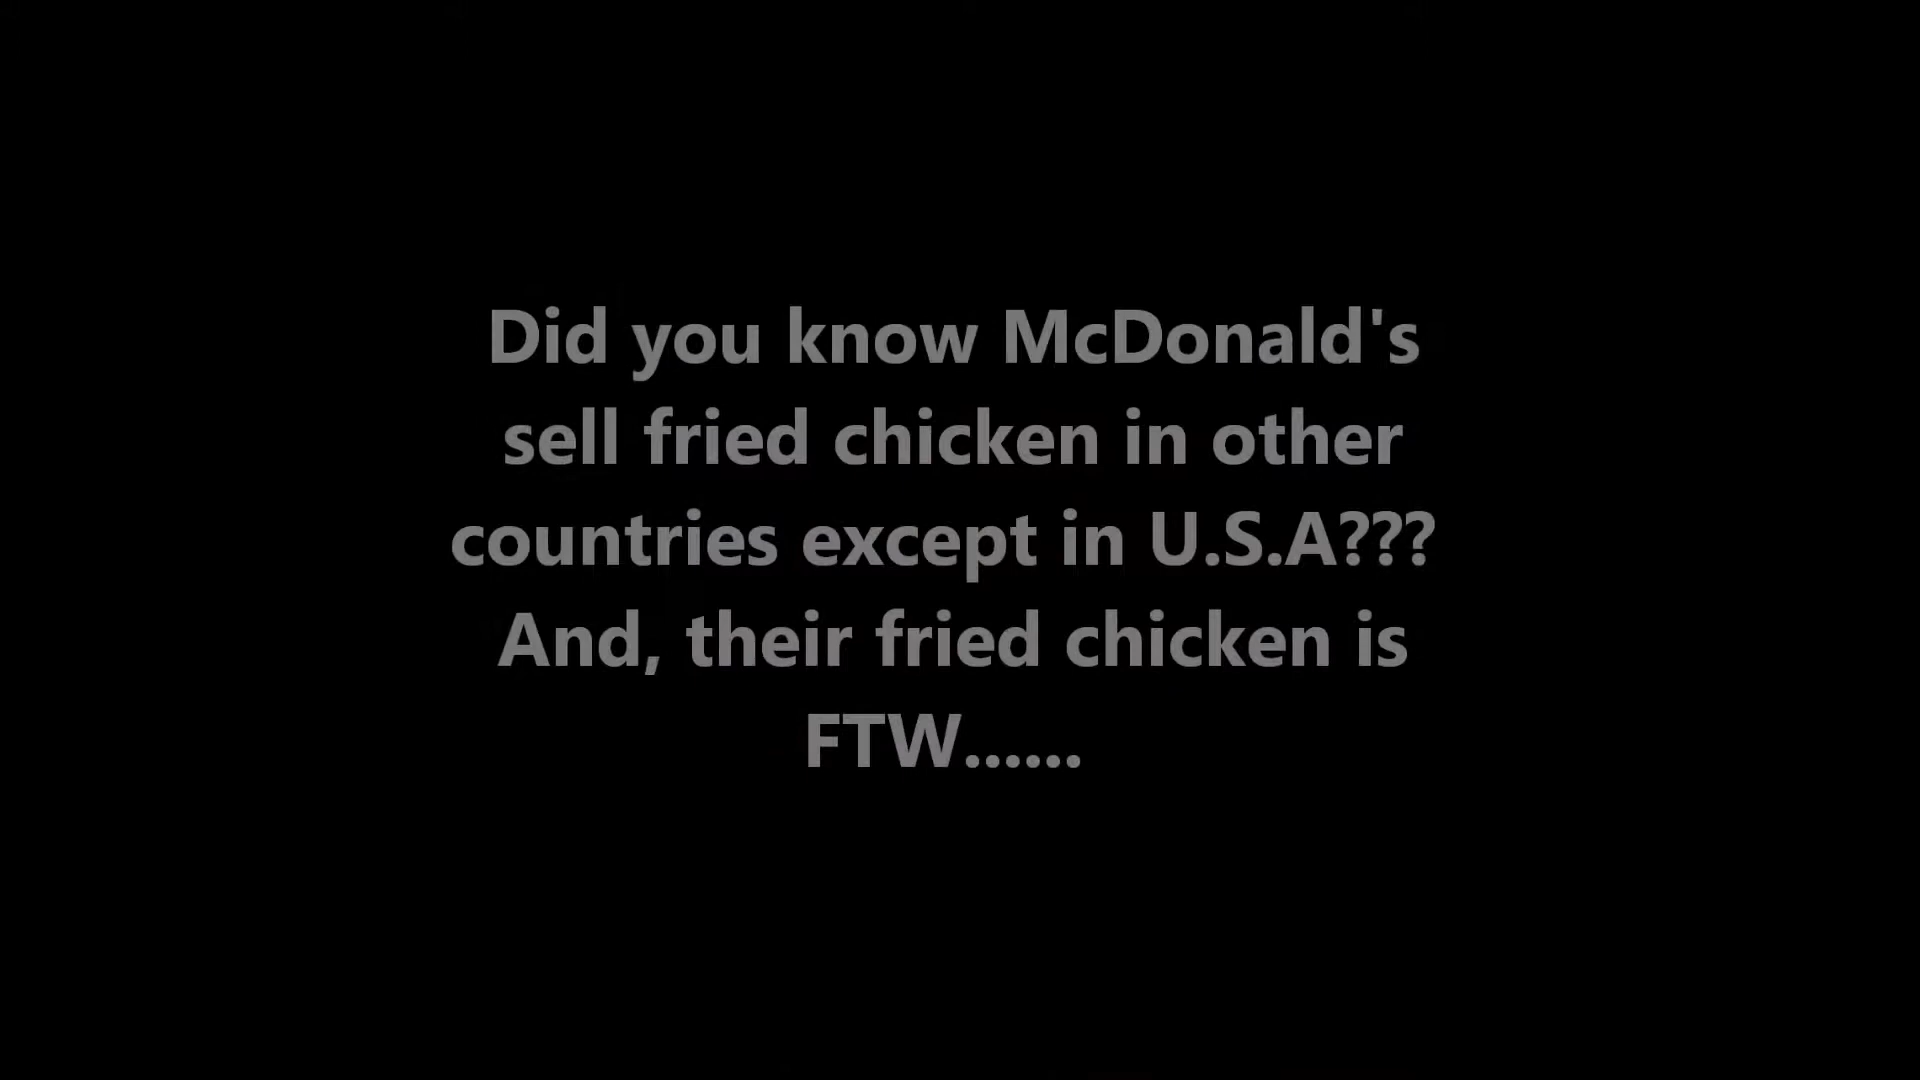 Did you know McDonald's
sell fried chicken in other
countries except in U.S.A???
And, their fried chicken is
FTW......